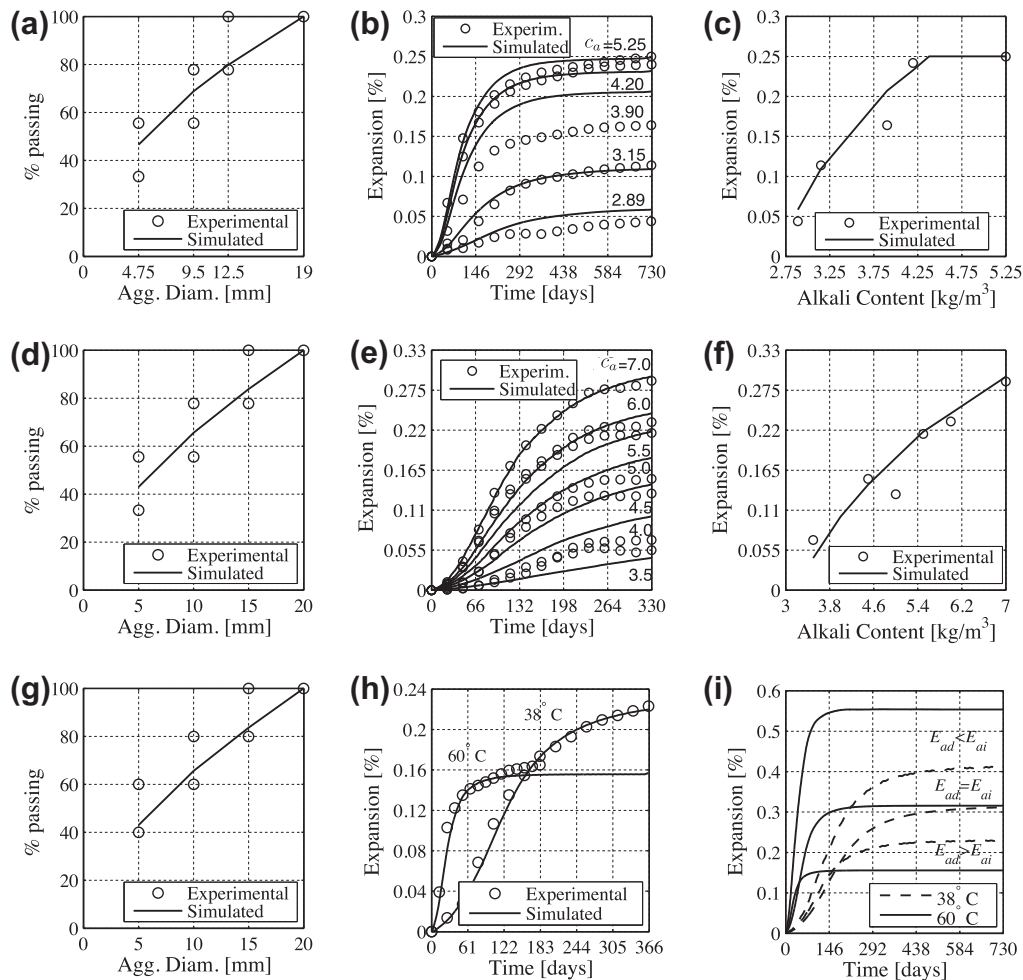 (a)
100
80
60
40
20
0
% passing
Experimental
Simulated
0 4.75 9.5 12.5 19
Agg. Diam. [mm]
(b)
0.3
0.25
0.2
0.15
0.1
0.05
0
Expansion [%]
Experim.
Simulated
cₐ=5.25
4.20
3.90
3.15
2.89
0 146 292 438 584 730
Time [days]
(c)
0.3
0.25
0.2
0.15
0.1
0.05
0
Expansion [%]
Experimental
Simulated
2.75 3.25 3.75 4.25 4.75 5.25
Alkali Content [kg/m³]
(d)
100
80
60
40
20
0
% passing
Experimental
Simulated
0 5 10 15 20
Agg. Diam. [mm]
(e)
0.33
0.275
0.22
0.165
0.11
0.055
0
Expansion [%]
Experim.
Simulated
cₐ=7.0
6.0
5.5
5.0
4.5
4.0
3.5
0 66 132 198 264 330
Time [days]
(f)
0.33
0.275
0.22
0.165
0.11
0.055
0
Expansion [%]
Experimental
Simulated
3 3.8 4.6 5.4 6.2 7
Alkali Content [kg/m³]
(g)
100
80
60
40
20
0
% passing
Experimental
Simulated
0 5 10 15 20
Agg. Diam. [mm]
(h)
0.24
0.2
0.16
0.12
0.08
0.04
0
Expansion [%]
38°C
60°C
Experimental
Simulated
0 61 122 183 244 305 366
Time [days]
(i)
0.6
0.5
0.4
0.3
0.2
0.1
0
Expansion [%]
E_ad<E_ai
E_ad=E_ai
E_ad>E_ai
38°C
60°C
0 146 292 438 584 730
Time [days]